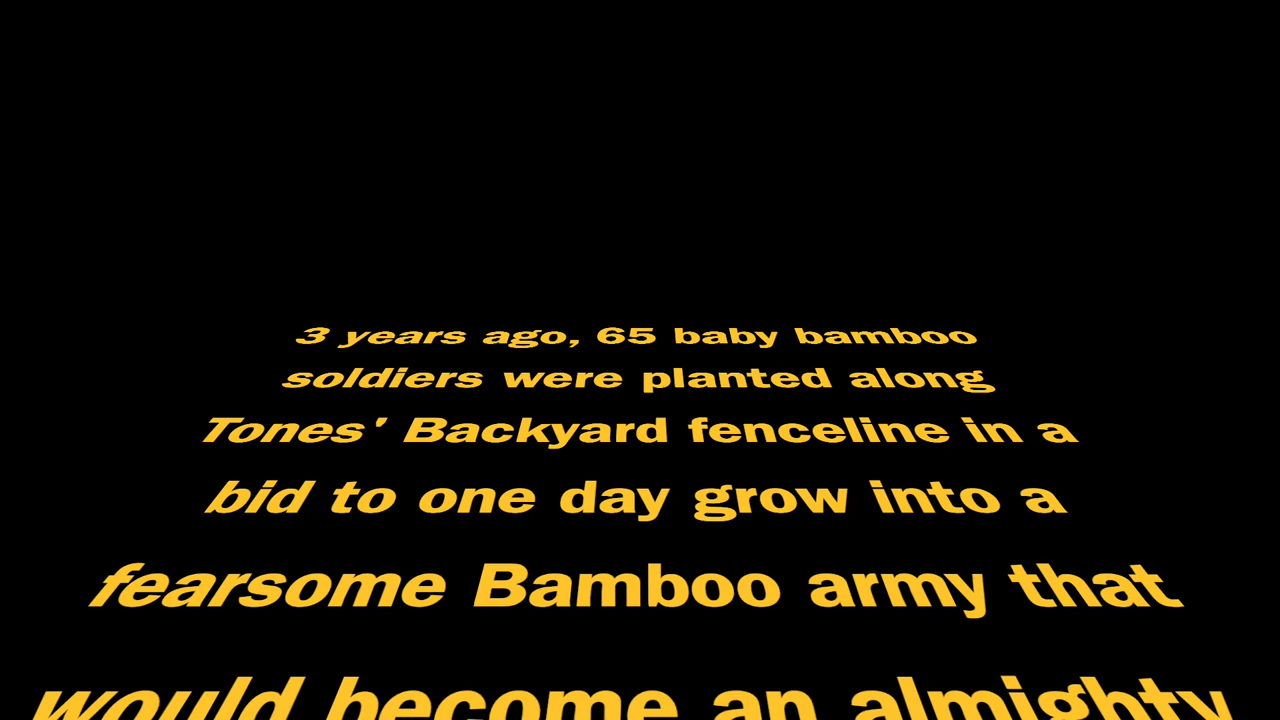 3 years ago, 65 baby bamboo
soldiers were planted along
Tones' Backyard fenceline in a
bid to one day grow into a
fearsome Bamboo army that
would become an almighty